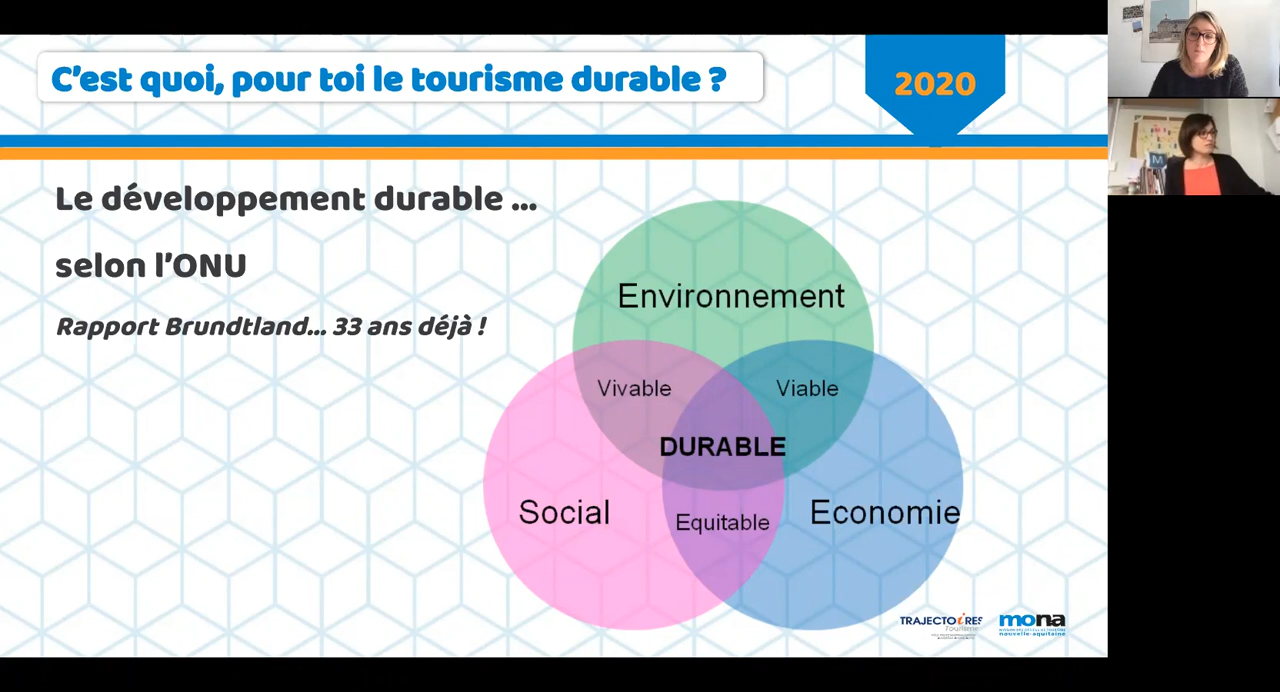 C'est quoi, pour toi le tourisme durable ?
2020
Le développement durable ...
selon l'ONU
Rapport Brundtland... 33 ans déjà !
Environnement
Vivable
Viable
DURABLE
Social
Equitable
Economie
TRAJECTOiRES
Tourisme
mona
nouvelle-aquitaine
M